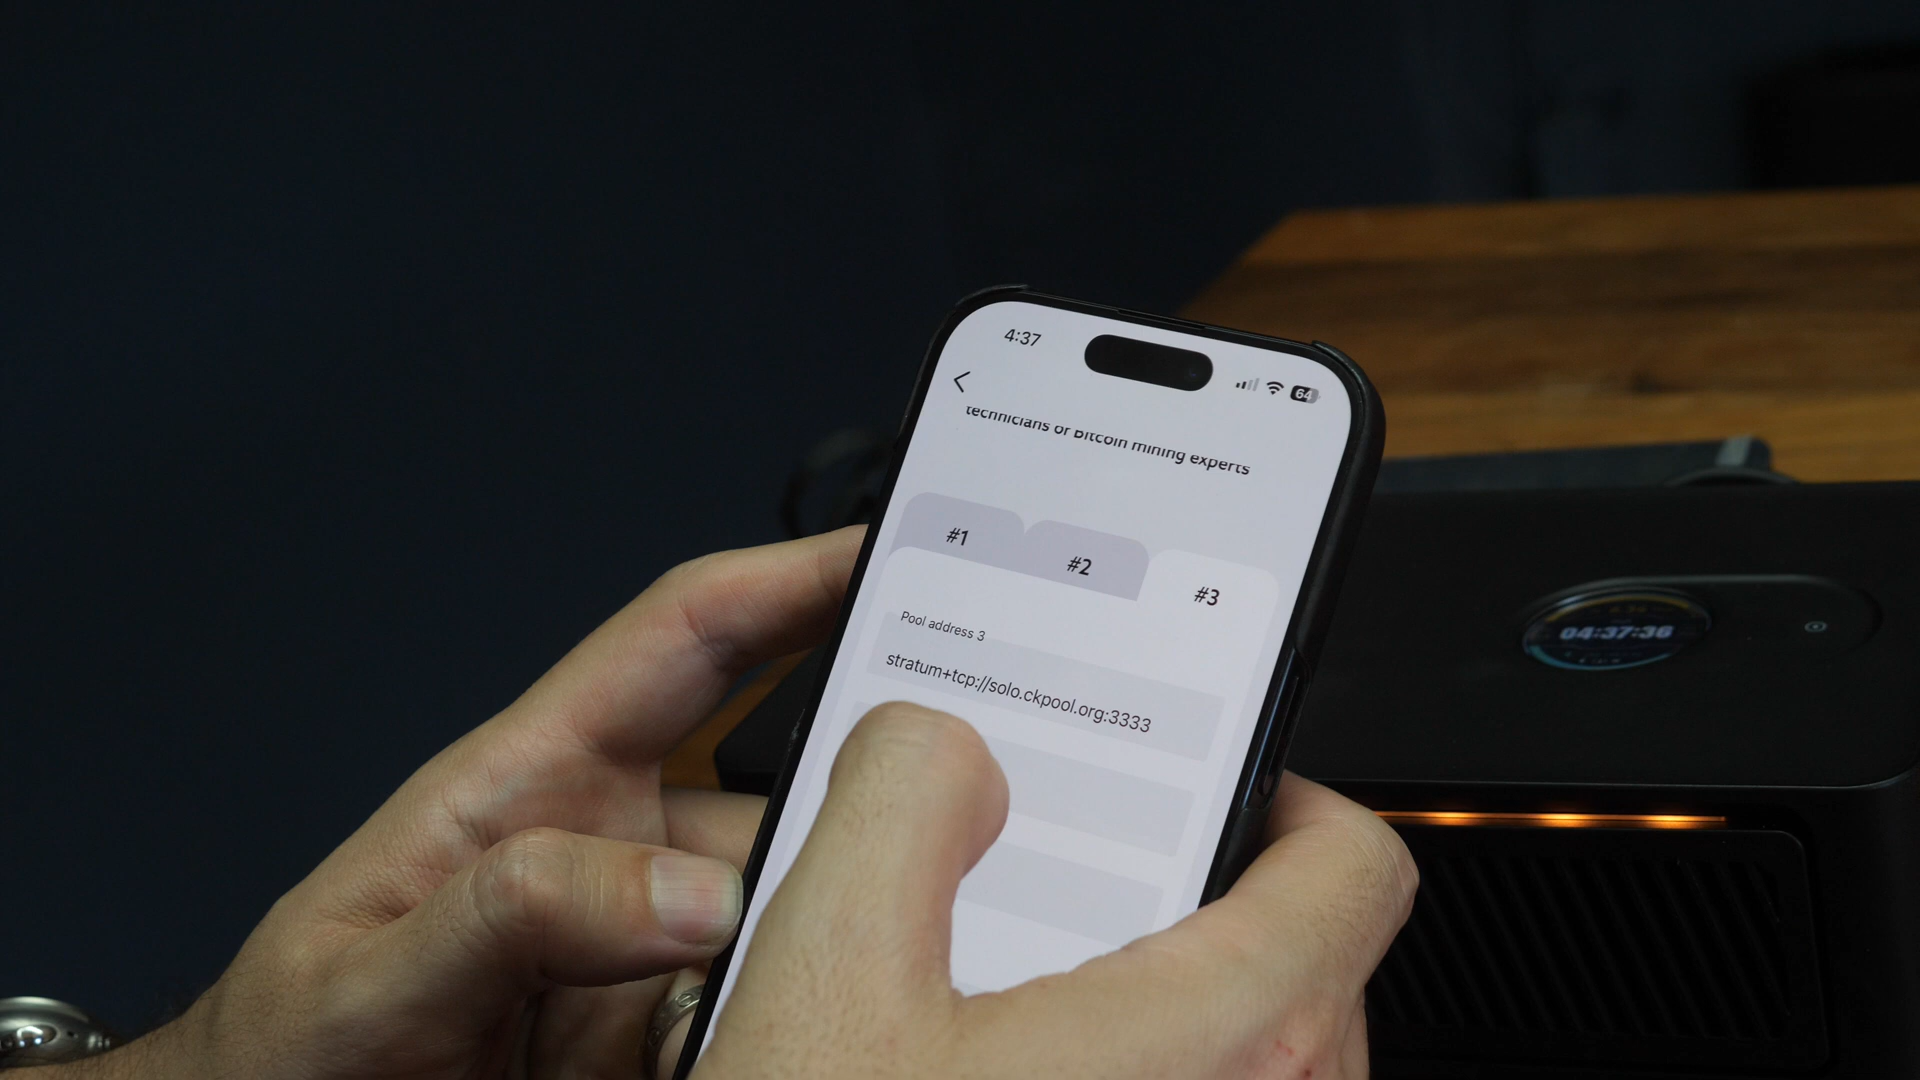 4:37
64
technicians or Bitcoin mining experts
#1
#2
#3
Pool address 3
stratum+tcp://solo.ckpool.org:3333
04:37:36